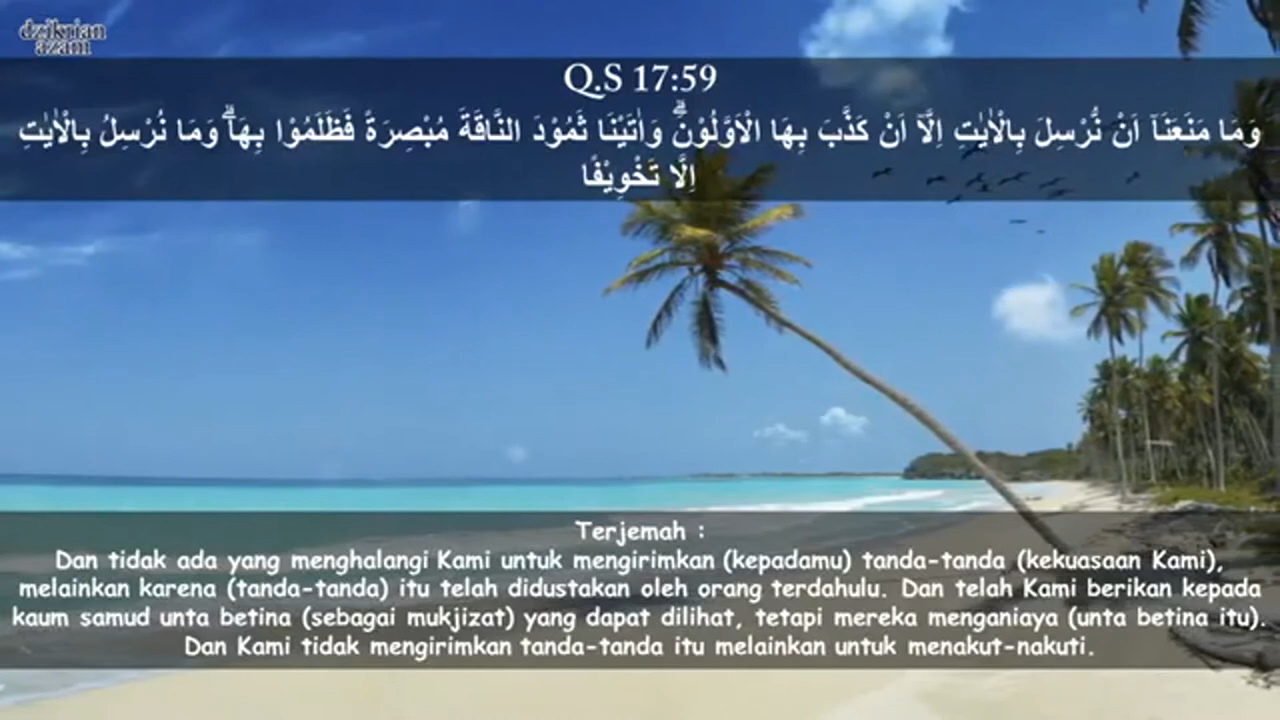 dzikrian
azam
Q.S 17:59
وَمَا مَنَعَنَآ اَنْ نُّرْسِلَ بِالْاٰيٰتِ اِلَّآ اَنْ كَذَّبَ بِهَا الْاَوَّلُوْنَۗ وَاٰتَيْنَا ثَمُوْدَ النَّاقَةَ مُبْصِرَةً فَظَلَمُوْا بِهَاۗ وَمَا نُرْسِلُ بِالْاٰيٰتِ
اِلَّا تَخْوِيْفًا
Terjemah :
Dan tidak ada yang menghalangi Kami untuk mengirimkan (kepadamu) tanda-tanda (kekuasaan Kami),
melainkan karena (tanda-tanda) itu telah didustakan oleh orang terdahulu. Dan telah Kami berikan kepada
kaum samud unta betina (sebagai mukjizat) yang dapat dilihat, tetapi mereka menganiaya (unta betina itu).
Dan Kami tidak mengirimkan tanda-tanda itu melainkan untuk menakut-nakuti.